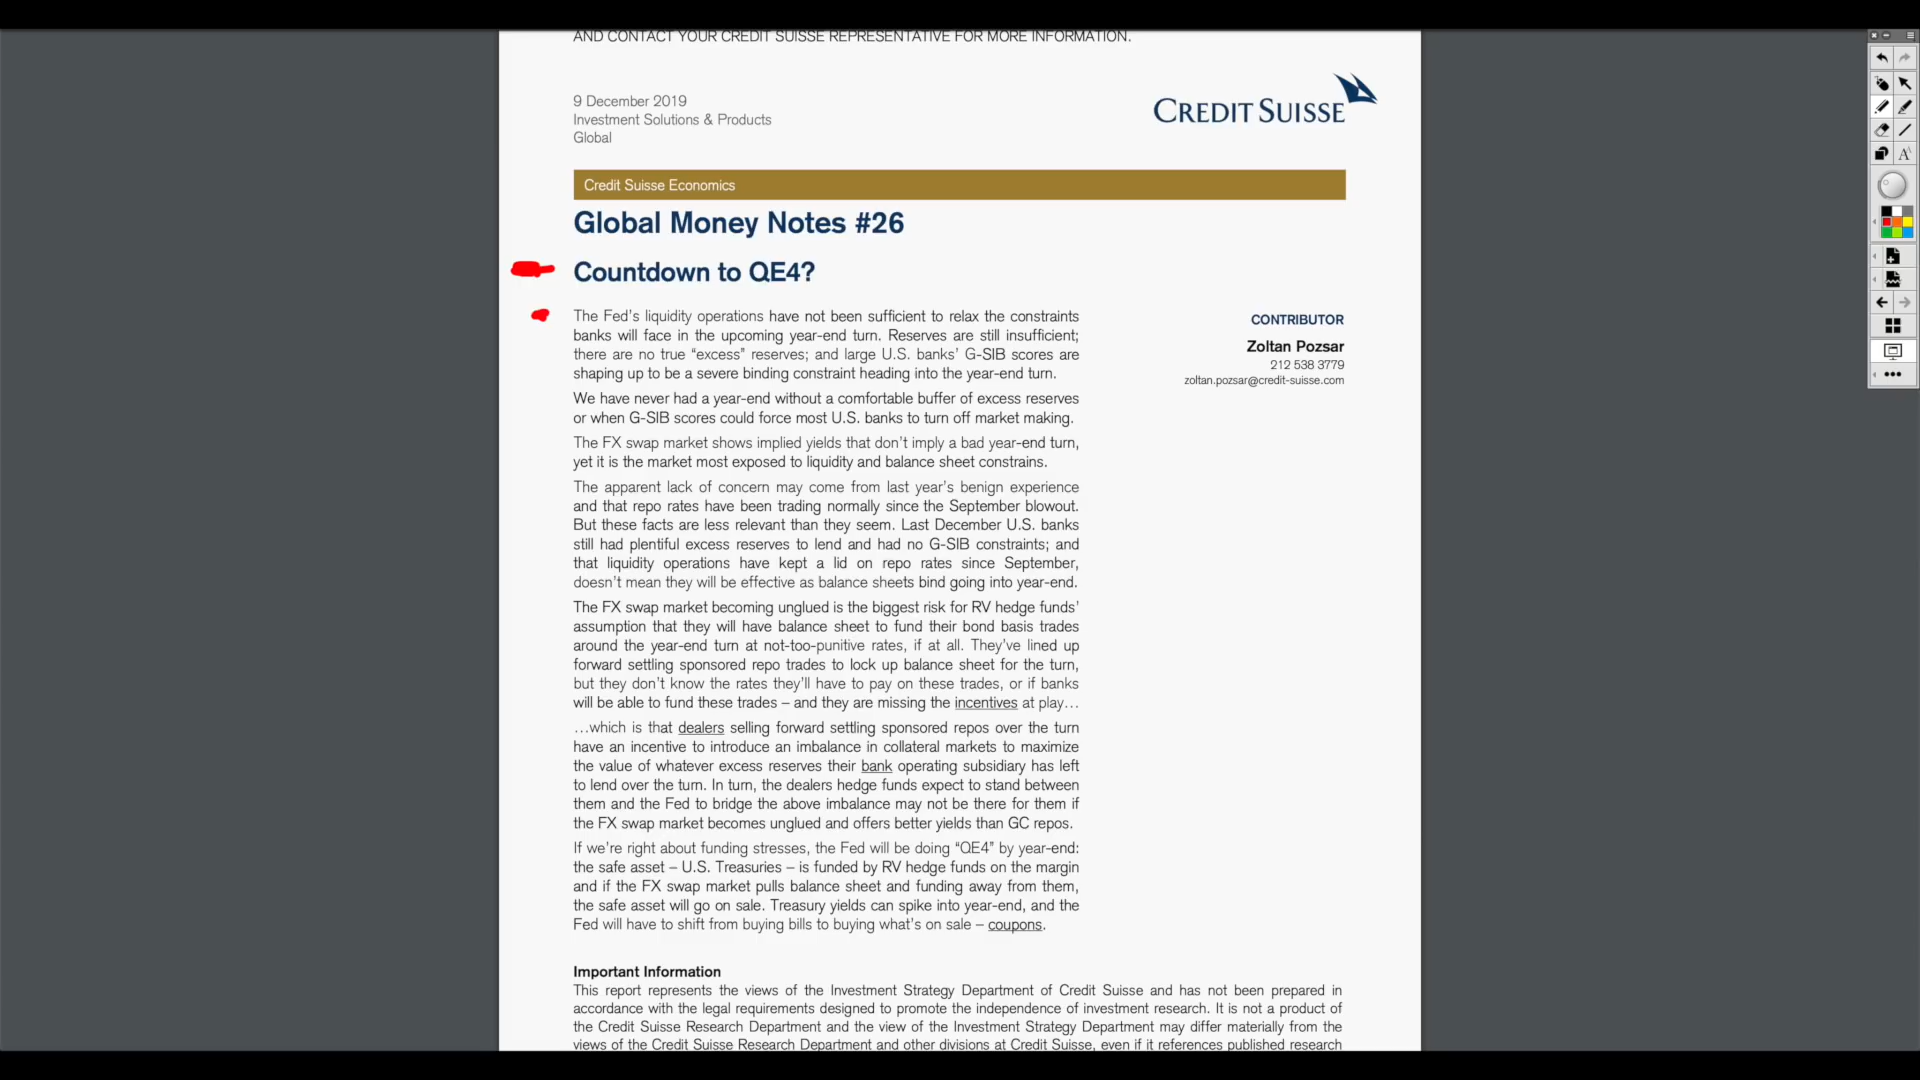 AND CONTACT YOUR CREDIT SUISSE REPRESENTATIVE FOR MORE INFORMATION.
9 December 2019
Investment Solutions & Products
Global
CREDIT SUISSE
Credit Suisse Economics
Global Money Notes #26
Countdown to QE4?
The Fed's liquidity operations have not been sufficient to relax the constraints
banks will face in the upcoming year-end turn. Reserves are still insufficient;
there are no true “excess” reserves; and large U.S. banks' G-SIB scores are
shaping up to be a severe binding constraint heading into the year-end turn.
We have never had a year-end without a comfortable buffer of excess reserves
or when G-SIB scores could force most U.S. banks to turn off market making.
The FX swap market shows implied yields that don't imply a bad year-end turn,
yet it is the market most exposed to liquidity and balance sheet constrains.
The apparent lack of concern may come from last year's benign experience
and that repo rates have been trading normally since the September blowout.
But these facts are less relevant than they seem. Last December U.S. banks
still had plentiful excess reserves to lend and had no G-SIB constraints; and
that liquidity operations have kept a lid on repo rates since September,
doesn't mean they will be effective as balance sheets bind going into year-end.
The FX swap market becoming unglued is the biggest risk for RV hedge funds'
assumption that they will have balance sheet to fund their bond basis trades
around the year-end turn at not-too-punitive rates, if at all. They've lined up
forward settling sponsored repo trades to lock up balance sheet for the turn,
but they don't know the rates they'll have to pay on these trades, or if banks
will be able to fund these trades – and they are missing the incentives at play…
…which is that dealers selling forward settling sponsored repos over the turn
have an incentive to introduce an imbalance in collateral markets to maximize
the value of whatever excess reserves their bank operating subsidiary has left
to lend over the turn. In turn, the dealers hedge funds expect to stand between
them and the Fed to bridge the above imbalance may not be there for them if
the FX swap market becomes unglued and offers better yields than GC repos.
If we're right about funding stresses, the Fed will be doing “QE4” by year-end:
the safe asset – U.S. Treasuries – is funded by RV hedge funds on the margin
and if the FX swap market pulls balance sheet and funding away from them,
the safe asset will go on sale. Treasury yields can spike into year-end, and the
Fed will have to shift from buying bills to buying what's on sale – coupons.
CONTRIBUTOR
Zoltan Pozsar
212 538 3779
zoltan.pozsar@credit-suisse.com
Important Information
This report represents the views of the Investment Strategy Department of Credit Suisse and has not been prepared in
accordance with the legal requirements designed to promote the independence of investment research. It is not a product of
the Credit Suisse Research Department and the view of the Investment Strategy Department may differ materially from the
views of the Credit Suisse Research Department and other divisions at Credit Suisse, even if it references published research